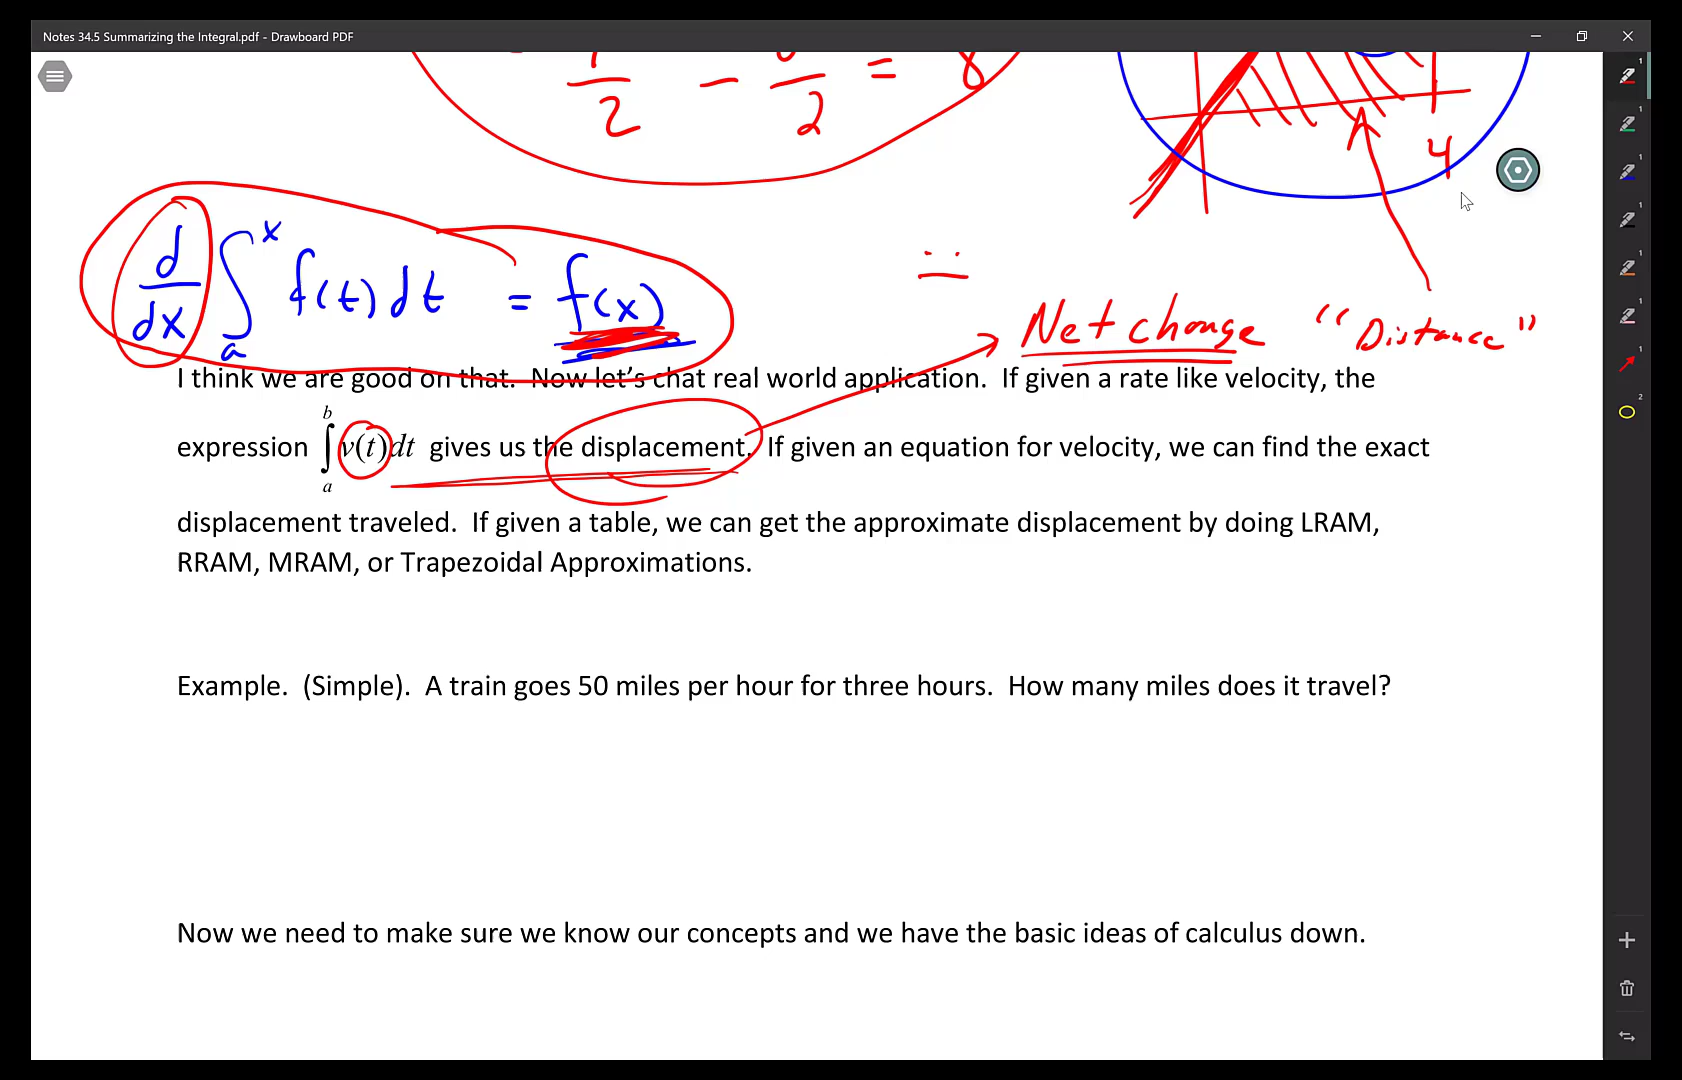 Notes 34.5 Summarizing the Integral.pdf - Drawboard PDF
2 - 2 = 8
4
d/dx ∫_a^x f(t) dt = f(x)
Net change "Distance"
I think we are good on that. Now let's chat real world application. If given a rate like velocity, the
expression ∫_a^b v(t)dt gives us the displacement. If given an equation for velocity, we can find the exact
displacement traveled. If given a table, we can get the approximate displacement by doing LRAM,
RRAM, MRAM, or Trapezoidal Approximations.
Example. (Simple). A train goes 50 miles per hour for three hours. How many miles does it travel?
Now we need to make sure we know our concepts and we have the basic ideas of calculus down.